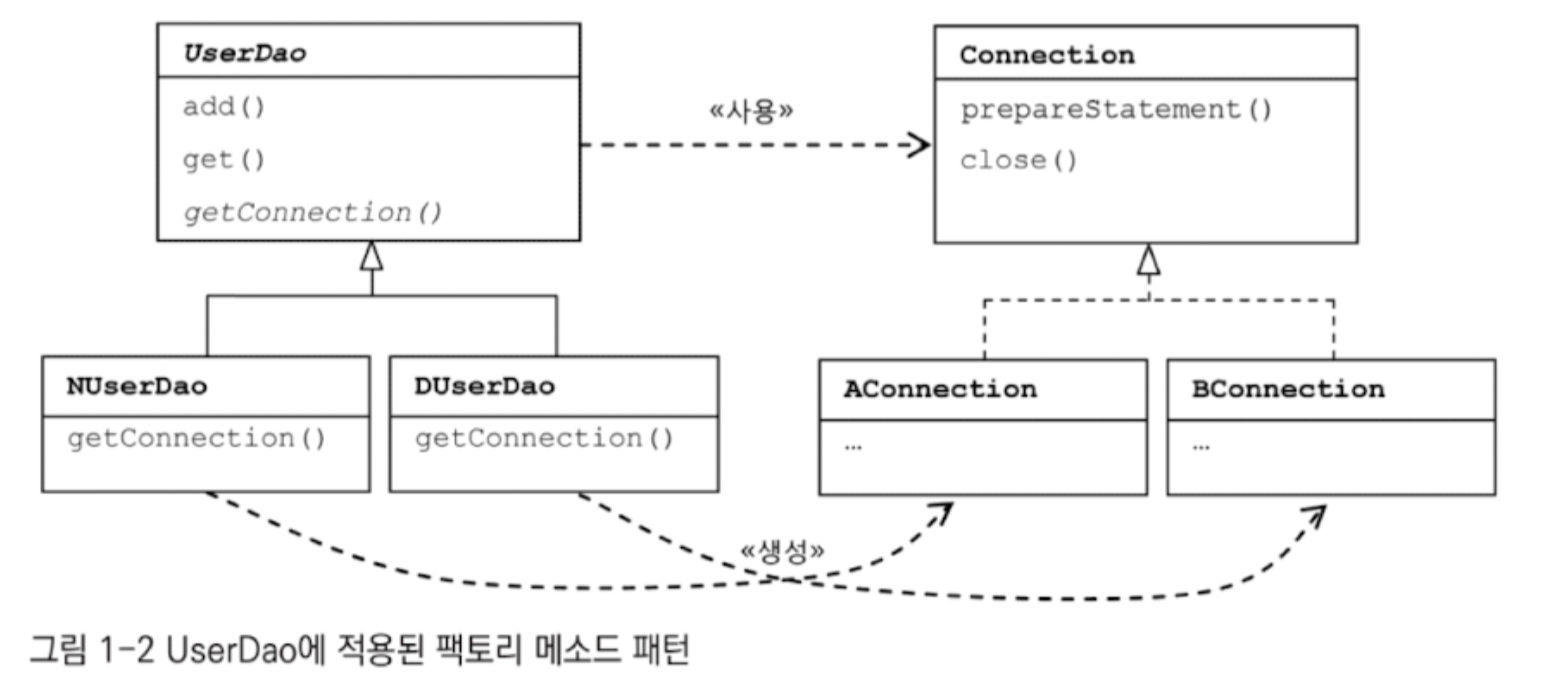 UserDao
add()
get()
getConnection()
«사용»
Connection
prepareStatement()
close()
NUserDao
getConnection()
DUserDao
getConnection()
AConnection
…
BConnection
…
«생성»
그림 1-2 UserDao에 적용된 팩토리 메소드 패턴